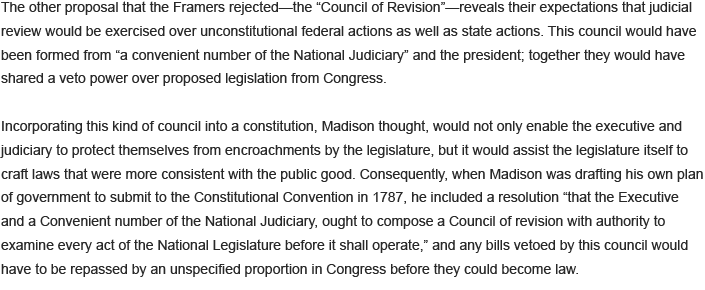 The other proposal that the Framers rejected—the “Council of Revision”—reveals their expectations that judicial
review would be exercised over unconstitutional federal actions as well as state actions. This council would have
been formed from “a convenient number of the National Judiciary” and the president; together they would have
shared a veto power over proposed legislation from Congress.
Incorporating this kind of council into a constitution, Madison thought, would not only enable the executive and
judiciary to protect themselves from encroachments by the legislature, but it would assist the legislature itself to
craft laws that were more consistent with the public good. Consequently, when Madison was drafting his own plan
of government to submit to the Constitutional Convention in 1787, he included a resolution “that the Executive
and a Convenient number of the National Judiciary, ought to compose a Council of revision with authority to
examine every act of the National Legislature before it shall operate,” and any bills vetoed by this council would
have to be repassed by an unspecified proportion in Congress before they could become law.